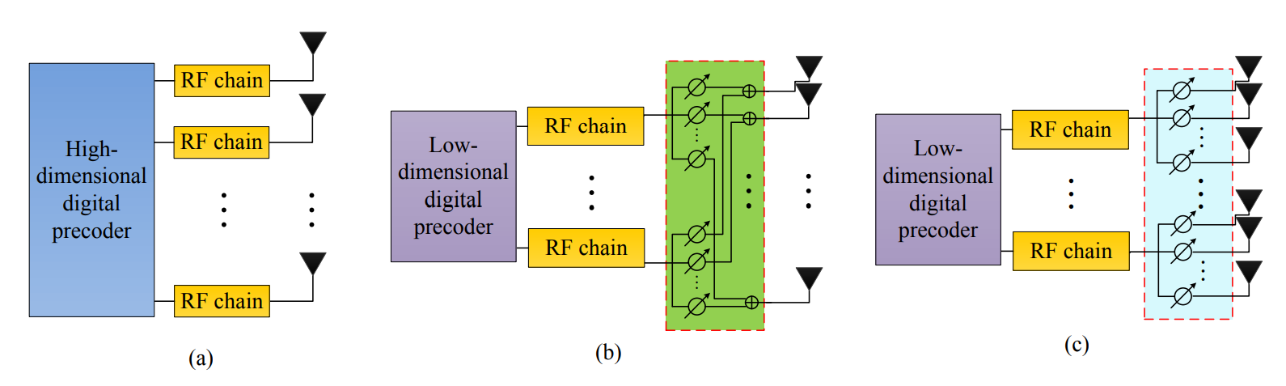 High-
dimensional
digital
precoder
RF chain
RF chain
RF chain
(a)
Low-
dimensional
digital
precoder
RF chain
RF chain
(b)
Low-
dimensional
digital
precoder
RF chain
RF chain
(c)